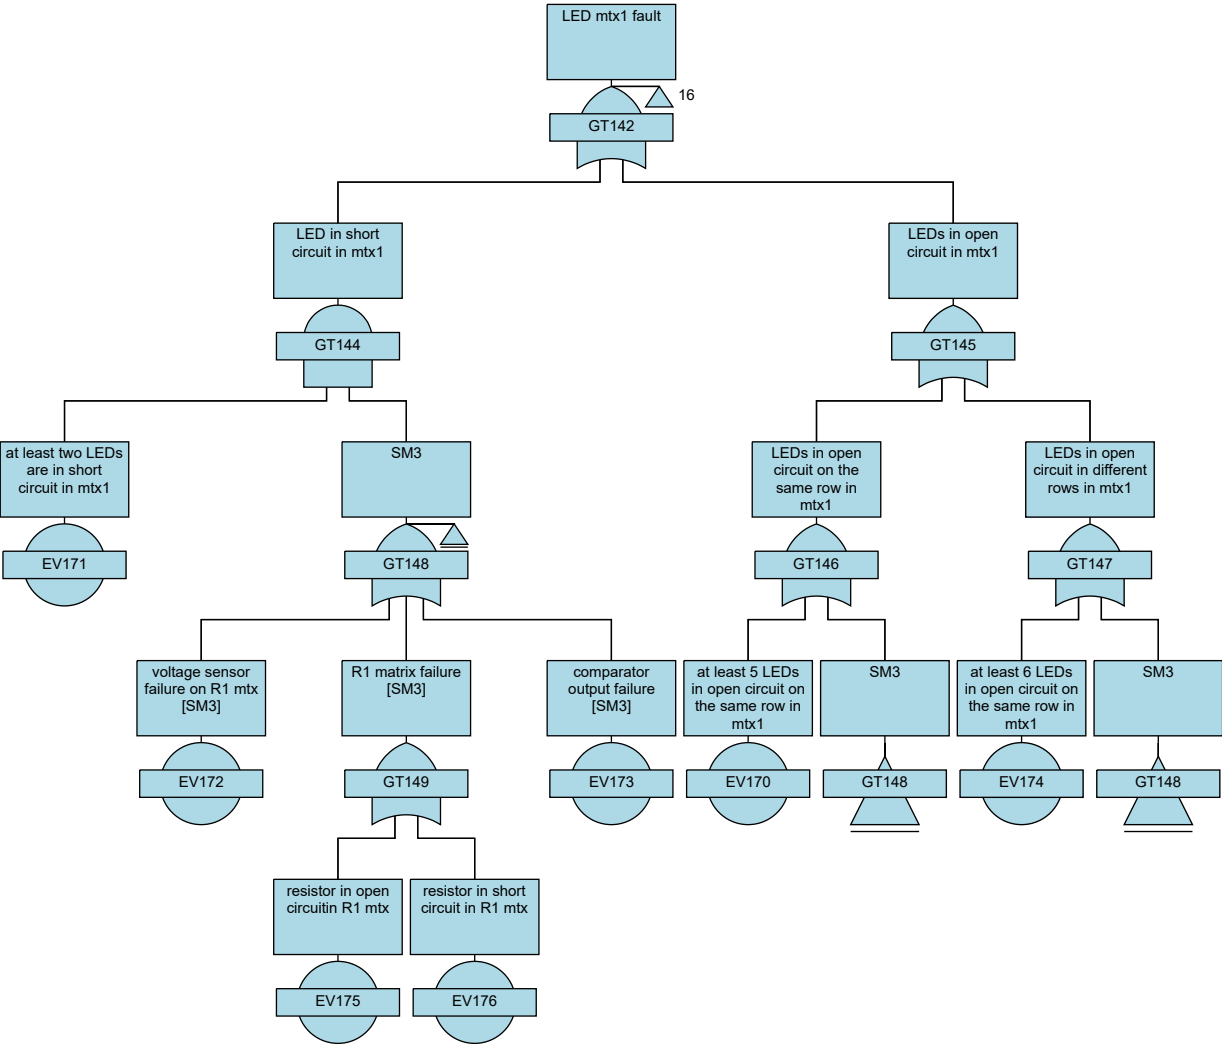 LED mtx1 fault
16
GT142
LED in short
circuit in mtx1
LEDs in open
circuit in mtx1
GT144
GT145
at least two LEDs
are in short
circuit in mtx1
SM3
LEDs in open
circuit on the
same row in
mtx1
LEDs in open
circuit in different
rows in mtx1
EV171
GT148
GT146
GT147
voltage sensor
failure on R1 mtx
[SM3]
R1 matrix failure
[SM3]
comparator
output failure
[SM3]
at least 5 LEDs
in open circuit on
the same row in
mtx1
SM3
at least 6 LEDs
in open circuit on
the same row in
mtx1
SM3
EV172
GT149
EV173
EV170
GT148
EV174
GT148
resistor in open
circuitin R1 mtx
resistor in short
circuit in R1 mtx
EV175
EV176